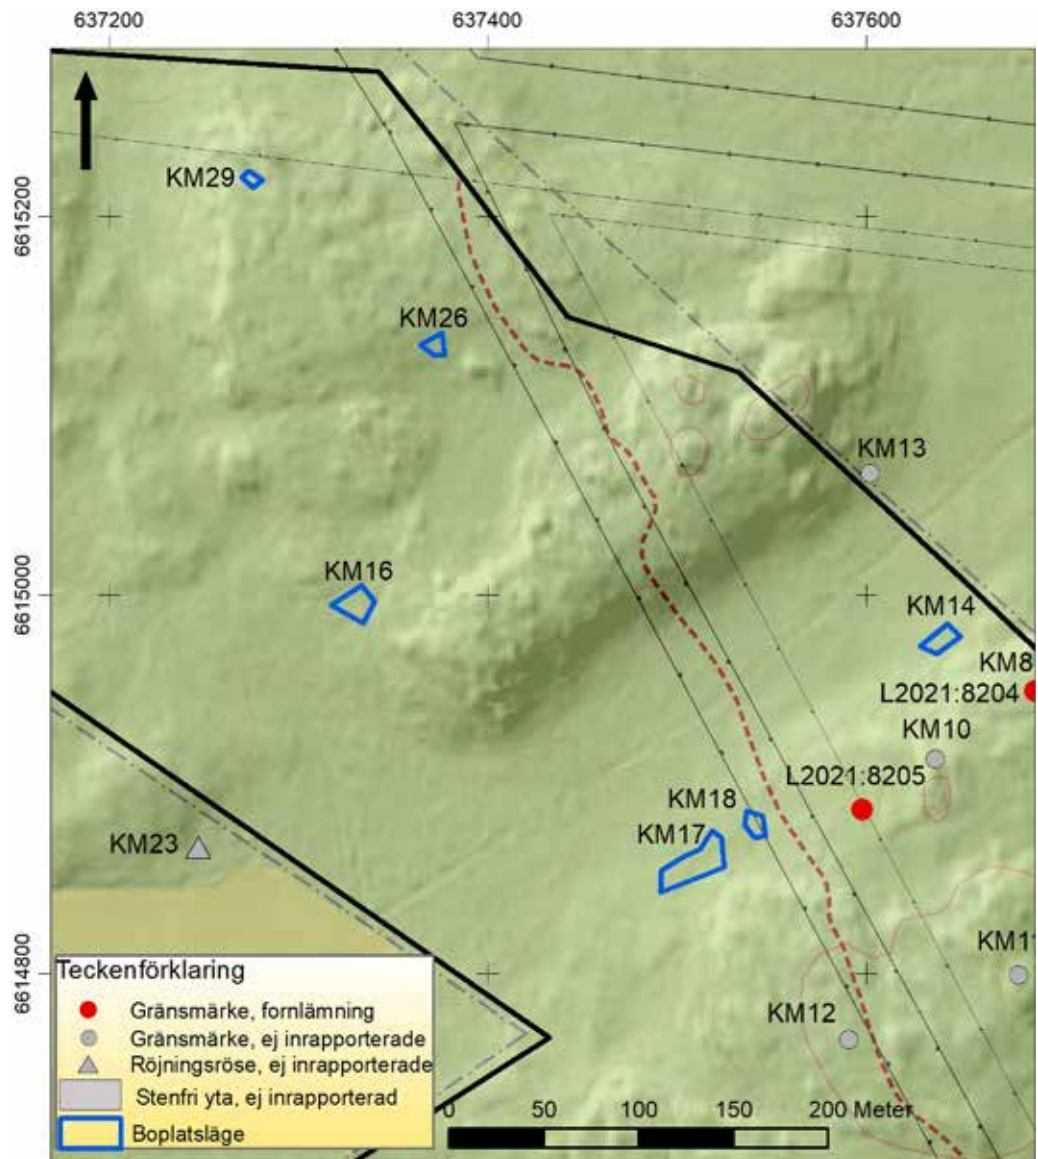 637200
637400
637600
KM29
6615200
KM26
KM13
KM16
6615000
KM14
KM8
L2021:8204
KM10
L2021:8205
KM18
KM17
KM23
KM11
6614800
KM12
Teckenförklaring
Gränsmärke, fornlämning
Gränsmärke, ej inrapporterade
Röjningsröse, ej inrapporterade
Stenfri yta, ej inrapporterad
Boplatsläge
0 50 100 150 200 Meter